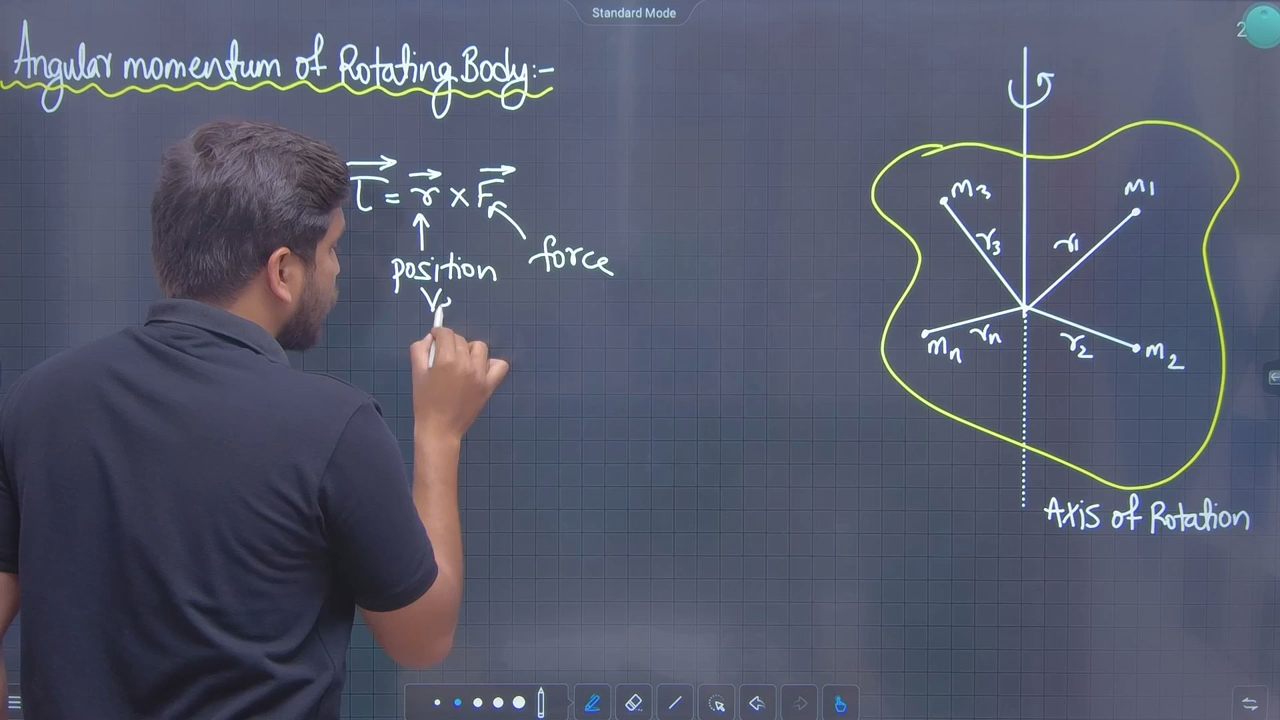 Standard Mode
2
Angular momentum of Rotating Body:-
τ = r × F
force
position
m3
m1
r3
r1
mn
rn
r2
m2
Axis of Rotation